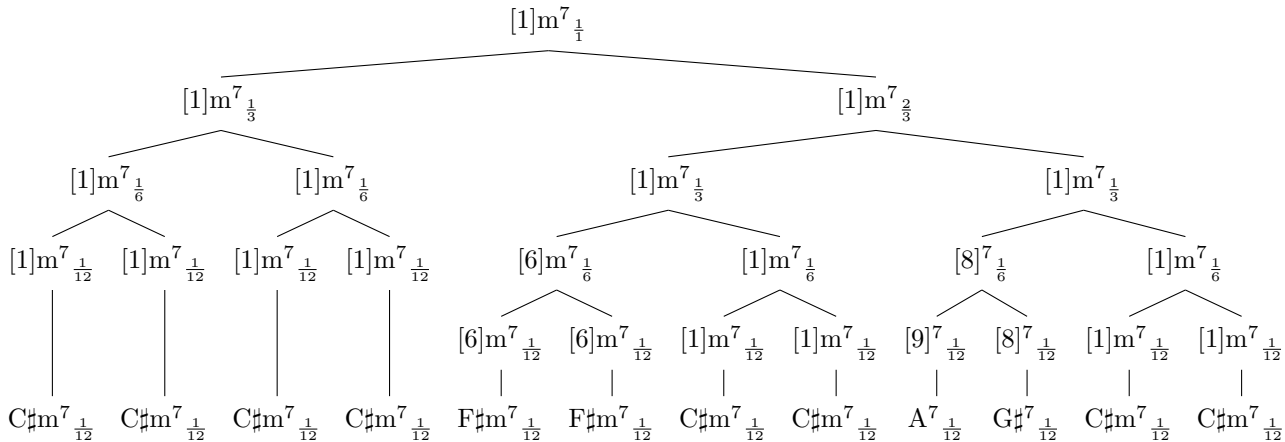 [1]m⁷ 1/1
[1]m⁷ 1/3 [1]m⁷ 2/3
[1]m⁷ 1/6 [1]m⁷ 1/6 [1]m⁷ 1/3 [1]m⁷ 1/3
[1]m⁷ 1/12 [1]m⁷ 1/12 [1]m⁷ 1/12 [1]m⁷ 1/12 [6]m⁷ 1/6 [1]m⁷ 1/6 [8]⁷ 1/6 [1]m⁷ 1/6
[6]m⁷ 1/12 [6]m⁷ 1/12 [1]m⁷ 1/12 [1]m⁷ 1/12 [9]⁷ 1/12 [8]⁷ 1/12 [1]m⁷ 1/12 [1]m⁷ 1/12
C♯m⁷ 1/12 C♯m⁷ 1/12 C♯m⁷ 1/12 C♯m⁷ 1/12 F♯m⁷ 1/12 F♯m⁷ 1/12 C♯m⁷ 1/12 C♯m⁷ 1/12 A⁷ 1/12 G♯⁷ 1/12 C♯m⁷ 1/12 C♯m⁷ 1/12